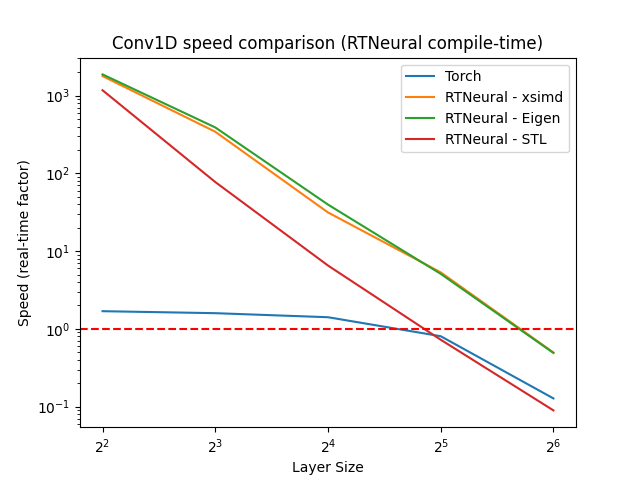 Conv1D speed comparison (RTNeural compile-time)
Torch
RTNeural - xsimd
RTNeural - Eigen
RTNeural - STL
Speed (real-time factor)
10³
10²
10¹
10⁰
10⁻¹
2² 2³ 2⁴ 2⁵ 2⁶
Layer Size